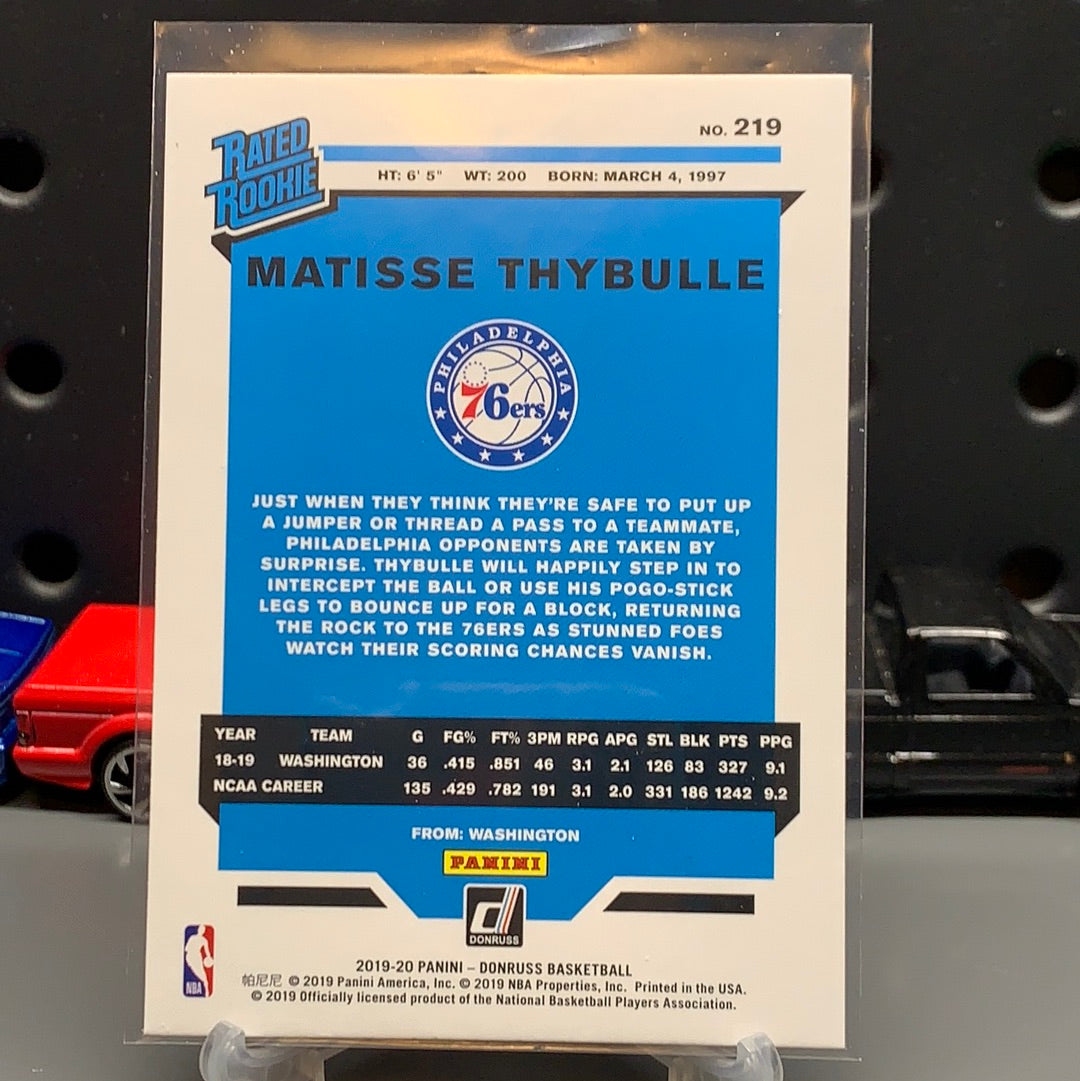 NO. 219
RATED
ROOKIE
HT: 6' 5" WT: 200 BORN: MARCH 4, 1997
MATISSE THYBULLE
PHILADELPHIA
76ers
JUST WHEN THEY THINK THEY'RE SAFE TO PUT UP
A JUMPER OR THREAD A PASS TO A TEAMMATE,
PHILADELPHIA OPPONENTS ARE TAKEN BY
SURPRISE. THYBULLE WILL HAPPILY STEP IN TO
INTERCEPT THE BALL OR USE HIS POGO-STICK
LEGS TO BOUNCE UP FOR A BLOCK, RETURNING
THE ROCK TO THE 76ERS AS STUNNED FOES
WATCH THEIR SCORING CHANCES VANISH.
YEAR TEAM G FG% FT% 3PM RPG APG STL BLK PTS PPG
18-19 WASHINGTON 36 .415 .851 46 3.1 2.1 126 83 327 9.1
NCAA CAREER 135 .429 .782 191 3.1 2.0 331 186 1242 9.2
FROM: WASHINGTON
PANINI
d
DONRUSS
NBA
2019-20 PANINI – DONRUSS BASKETBALL
帕尼尼 © 2019 Panini America, Inc. © 2019 NBA Properties, Inc. Printed in the USA.
© 2019 Officially licensed product of the National Basketball Players Association.